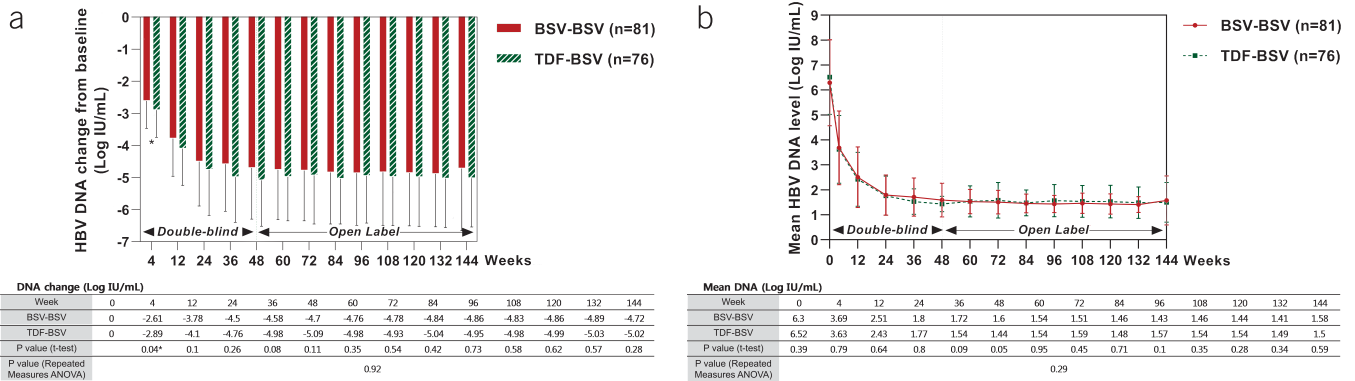 a
HBV DNA change from baseline
(Log IU/mL)
0
-1
-2
-3
-4
-5
-6
-7
*
BSV-BSV (n=81)
TDF-BSV (n=76)
Double-blind Open Label
4 12 24 36 48 60 72 84 96 108 120 132 144 Weeks
DNA change (Log IU/mL)
Week 0 4 12 24 36 48 60 72 84 96 108 120 132 144
BSV-BSV 0 -2.61 -3.78 -4.5 -4.58 -4.7 -4.76 -4.78 -4.84 -4.86 -4.83 -4.86 -4.89 -4.72
TDF-BSV 0 -2.89 -4.1 -4.76 -4.98 -5.09 -4.98 -4.93 -5.04 -4.95 -4.98 -4.99 -5.03 -5.02
P value (t-test) 0.04* 0.1 0.26 0.08 0.11 0.35 0.54 0.42 0.73 0.58 0.62 0.57 0.28
P value (Repeated
Measures ANOVA) 0.92
b
Mean HBV DNA level (Log IU/mL)
9
8
7
6
5
4
3
2
1
0
BSV-BSV (n=81)
TDF-BSV (n=76)
Double-blind Open Label
0 4 12 24 36 48 60 72 84 96 108 120 132 144 Weeks
Mean DNA (Log IU/mL)
Week 0 4 12 24 36 48 60 72 84 96 108 120 132 144
BSV-BSV 6.3 3.69 2.51 1.8 1.72 1.6 1.54 1.51 1.46 1.43 1.46 1.44 1.41 1.58
TDF-BSV 6.52 3.63 2.43 1.77 1.54 1.44 1.54 1.59 1.48 1.57 1.54 1.54 1.49 1.5
P value (t-test) 0.39 0.79 0.64 0.8 0.09 0.05 0.95 0.45 0.71 0.1 0.35 0.28 0.34 0.59
P value (Repeated
Measures ANOVA) 0.29